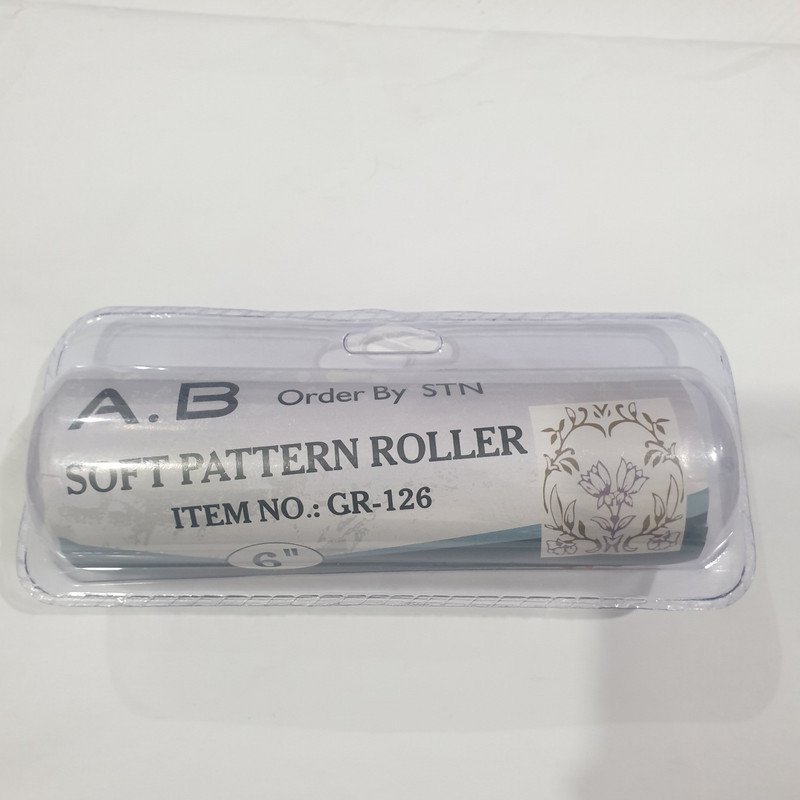 A.B Order By STN
SOFT PATTERN ROLLER
ITEM NO.: GR-126
6"